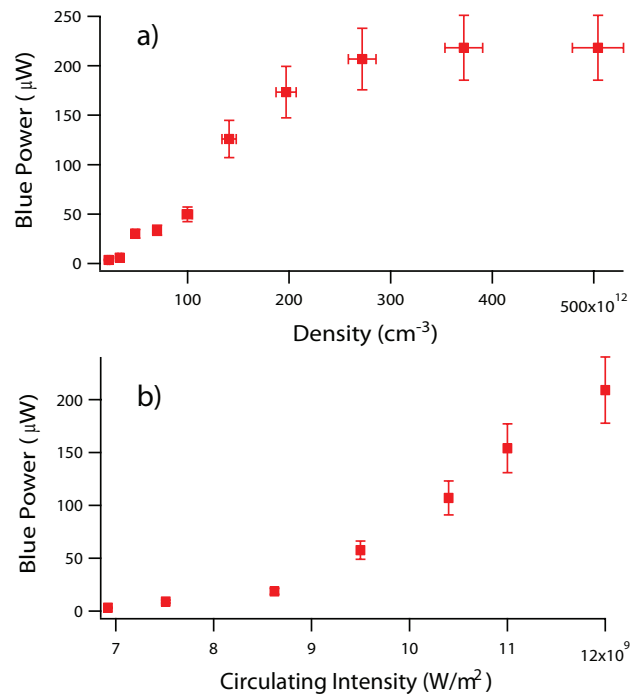 a)
Blue Power ( μW)
250
200
150
100
50
0
100
200
300
400
500x10¹²
Density (cm⁻³)
b)
Blue Power ( μW)
200
150
100
50
0
7
8
9
10
11
12x10⁹
Circulating Intensity (W/m²)